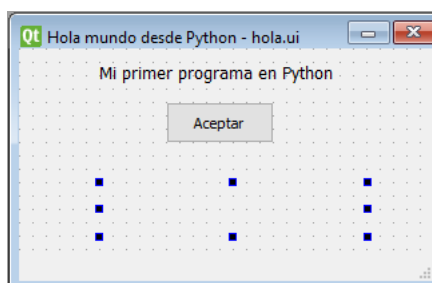 Qt Hola mundo desde Python - hola.ui
Mi primer programa en Python
Aceptar